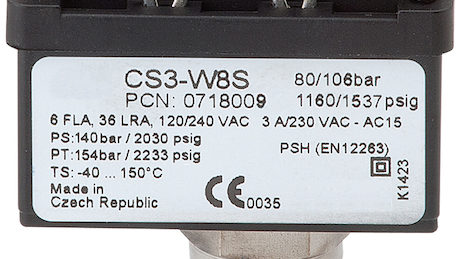 CS3-W8S 80/106bar
PCN: 0718009 1160/1537psig
6 FLA, 36 LRA, 120/240 VAC 3 A/230 VAC - AC15
PS:140bar / 2030 psig
PSH (EN12263)
PT:154bar / 2233 psig
TS: -40 ... 150°C
Made in
Czech Republic
CE 0035
K1423